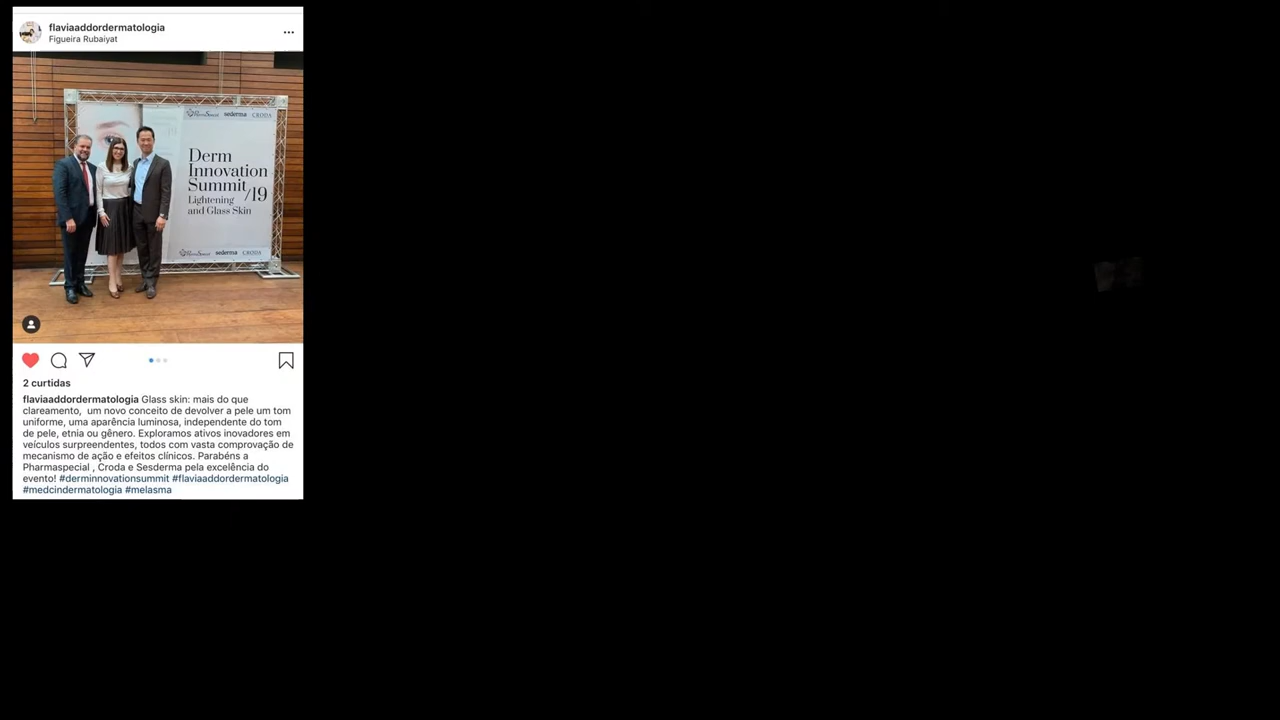 flaviaaddordermatologia
Figueira Rubaiyat
PharmaSpecial sederma CRODA
Derm
Innovation
Summit /19
Lightening
and Glass Skin
PharmaSpecial sederma CRODA
2 curtidas
flaviaaddordermatologia Glass skin: mais do que
clareamento, um novo conceito de devolver a pele um tom
uniforme, uma aparência luminosa, independente do tom
de pele, etnia ou gênero. Exploramos ativos inovadores em
veículos surpreendentes, todos com vasta comprovação de
mecanismo de ação e efeitos clínicos. Parabéns a
Pharmaspecial , Croda e Sesderma pela excelência do
evento! #derminnovationsummit #flaviaaddordermatologia
#medcindermatologia #melasma